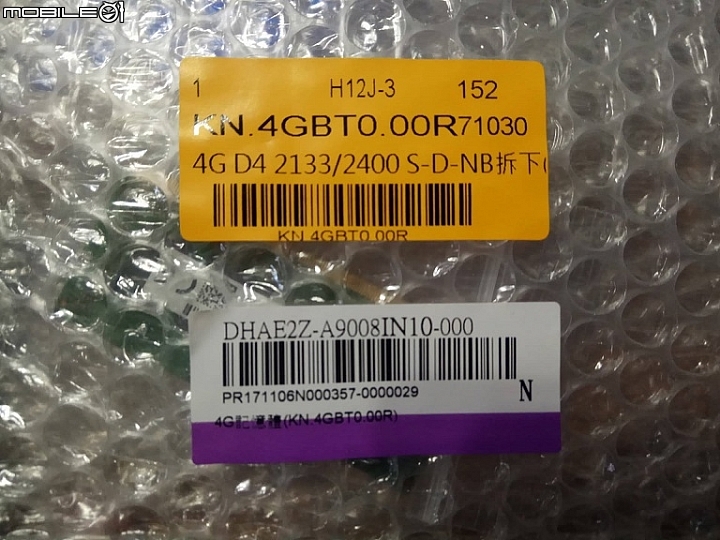 MOBILE01
1 H12J-3 152
KN.4GBT0.00R71030
4G D4 2133/2400 S-D-NB拆下(
KN.4GBT0.00R
DHAE2Z-A9008IN10-000
PR171106N000357-0000029
N
4G記憶體(KN.4GBT0.00R)